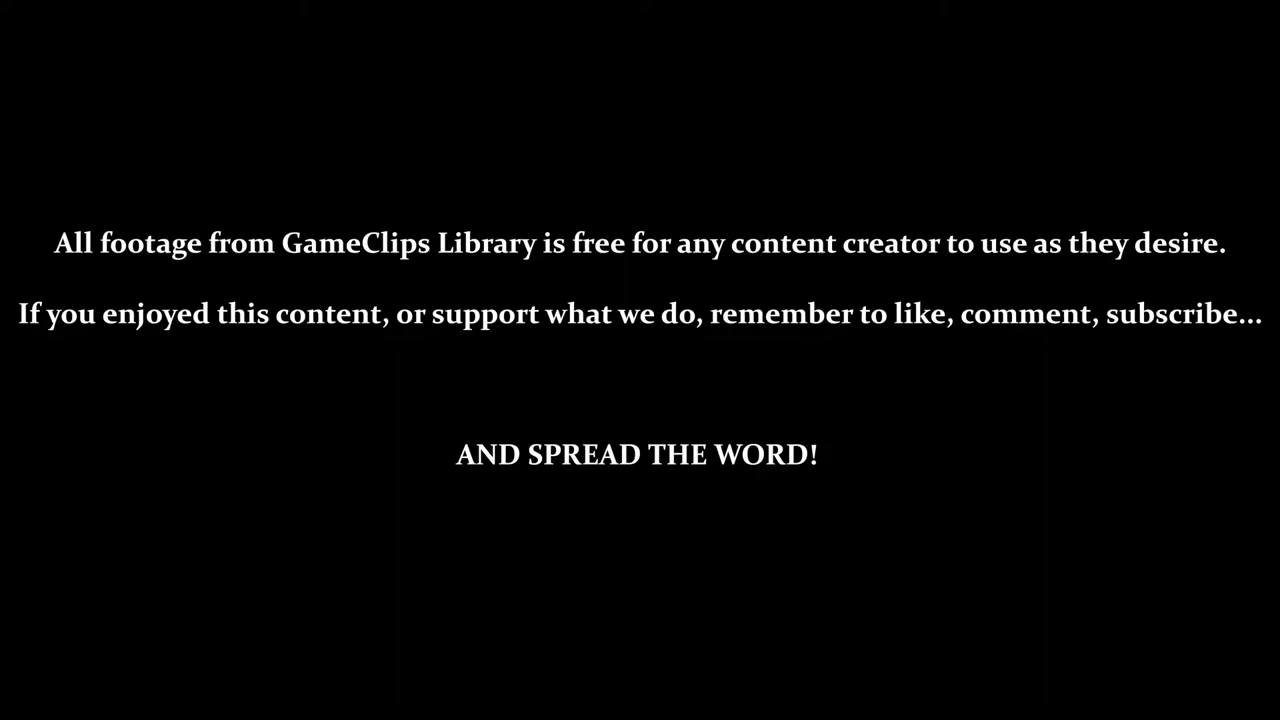 All footage from GameClips Library is free for any content creator to use as they desire.
If you enjoyed this content, or support what we do, remember to like, comment, subscribe...
AND SPREAD THE WORD!